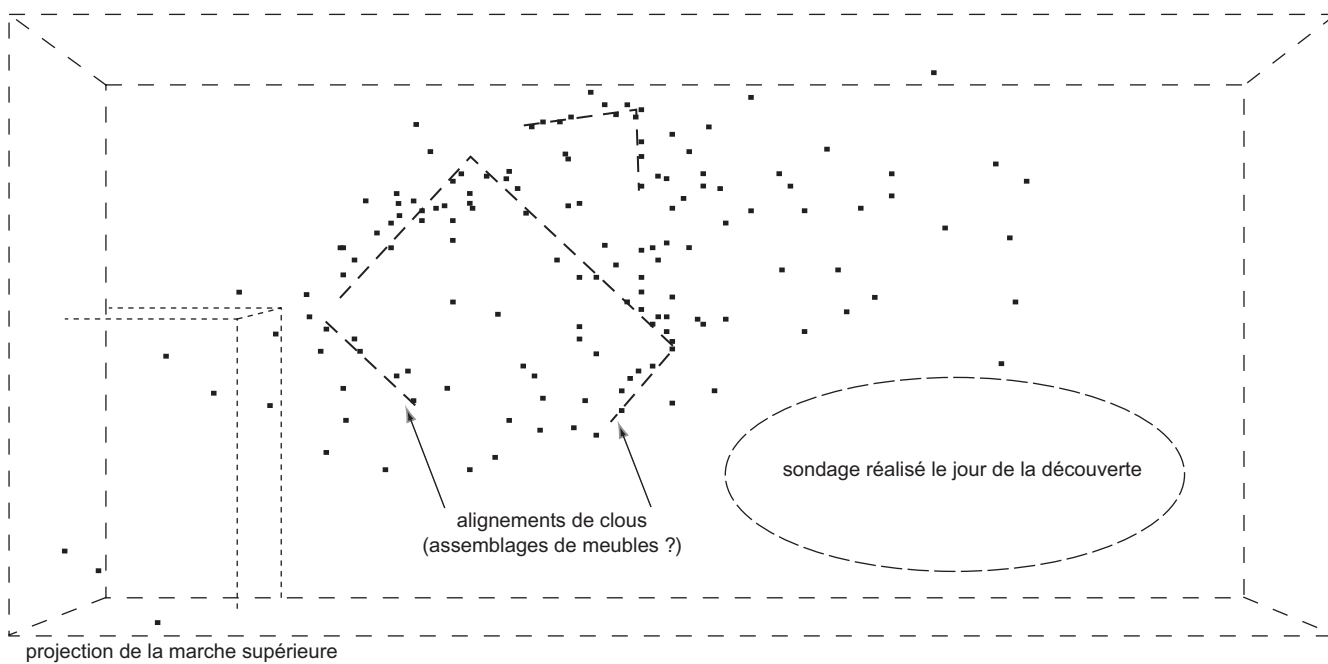 sondage réalisé le jour de la découverte
alignements de clous
(assemblages de meubles ?)
projection de la marche supérieure